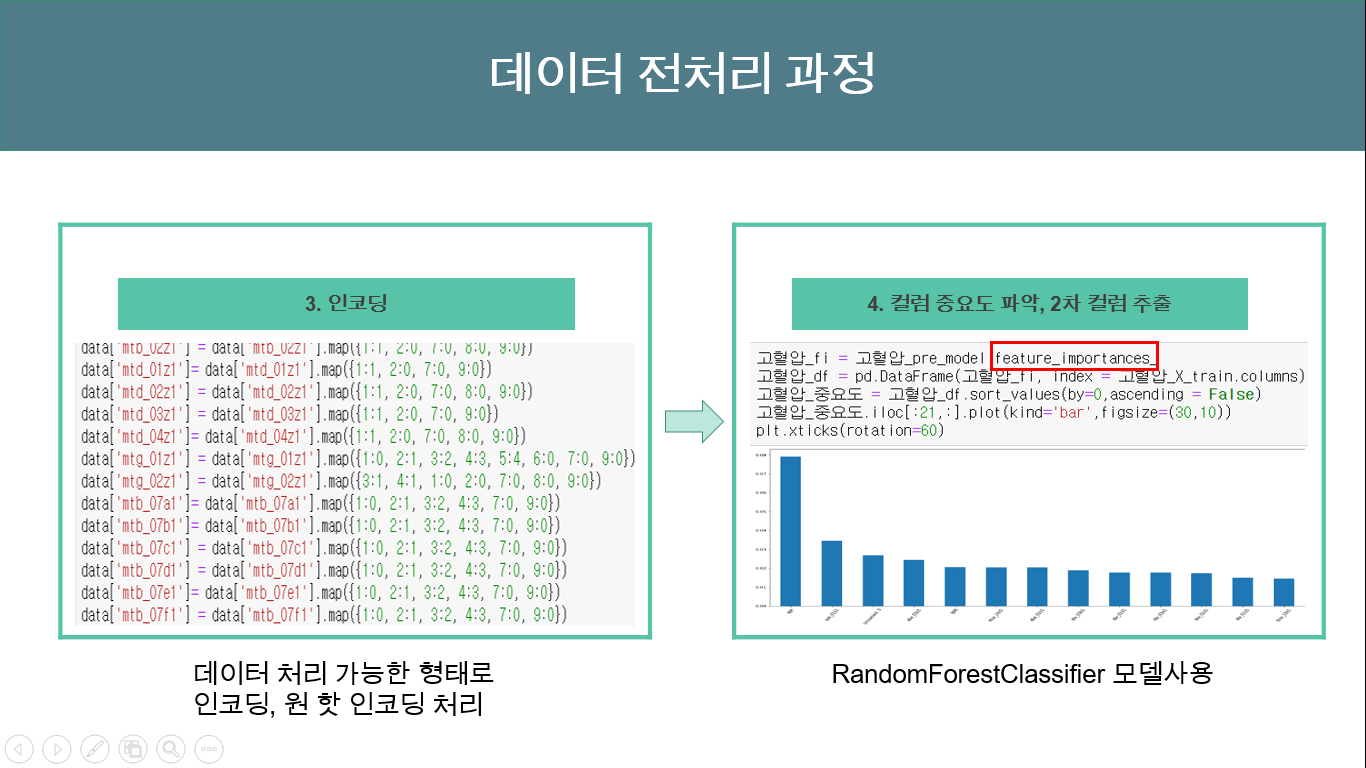 데이터 전처리 과정
3. 인코딩
data['mtb_02z1'] = data['mtb_02z1'].map({1:1, 2:0, 7:0, 8:0, 9:0})
data['mtd_01z1']= data['mtd_01z1'].map({1:1, 2:0, 7:0, 9:0})
data['mtd_02z1'] = data['mtd_02z1'].map({1:1, 2:0, 7:0, 8:0, 9:0})
data['mtd_03z1'] = data['mtd_03z1'].map({1:1, 2:0, 7:0, 9:0})
data['mtd_04z1'] = data['mtd_04z1'].map({1:1, 2:0, 7:0, 8:0, 9:0})
data['mtg_01z1'] = data['mtg_01z1'].map({1:0, 2:1, 3:2, 4:3, 5:4, 6:0, 7:0, 9:0})
data['mtg_02z1'] = data['mtg_02z1'].map({3:1, 4:1, 1:0, 2:0, 7:0, 8:0, 9:0})
data['mtb_07a1']= data['mtb_07a1'].map({1:0, 2:1, 3:2, 4:3, 7:0, 9:0})
data['mtb_07b1']= data['mtb_07b1'].map({1:0, 2:1, 3:2, 4:3, 7:0, 9:0})
data['mtb_07c1'] = data['mtb_07c1'].map({1:0, 2:1, 3:2, 4:3, 7:0, 9:0})
data['mtb_07d1'] = data['mtb_07d1'].map({1:0, 2:1, 3:2, 4:3, 7:0, 9:0})
data['mtb_07e1']= data['mtb_07e1'].map({1:0, 2:1, 3:2, 4:3, 7:0, 9:0})
data['mtb_07f1'] = data['mtb_07f1'].map({1:0, 2:1, 3:2, 4:3, 7:0, 9:0})
데이터 처리 가능한 형태로
인코딩, 원 핫 인코딩 처리
4. 컬럼 중요도 파악, 2차 컬럼 추출
고혈압_fi = 고혈압_pre_model.feature_importances_
고혈압_df = pd.DataFrame(고혈압_fi, index = 고혈압_X_train.columns)
고혈압_중요도 = 고혈압_df.sort_values(by=0,ascending = False)
고혈압_중요도.iloc[:21,:].plot(kind='bar',figsize=(30,10))
plt.xticks(rotation=60)
0.08
0.07
0.06
0.05
0.04
0.03
0.02
0.01
0.00
RandomForestClassifier 모델사용